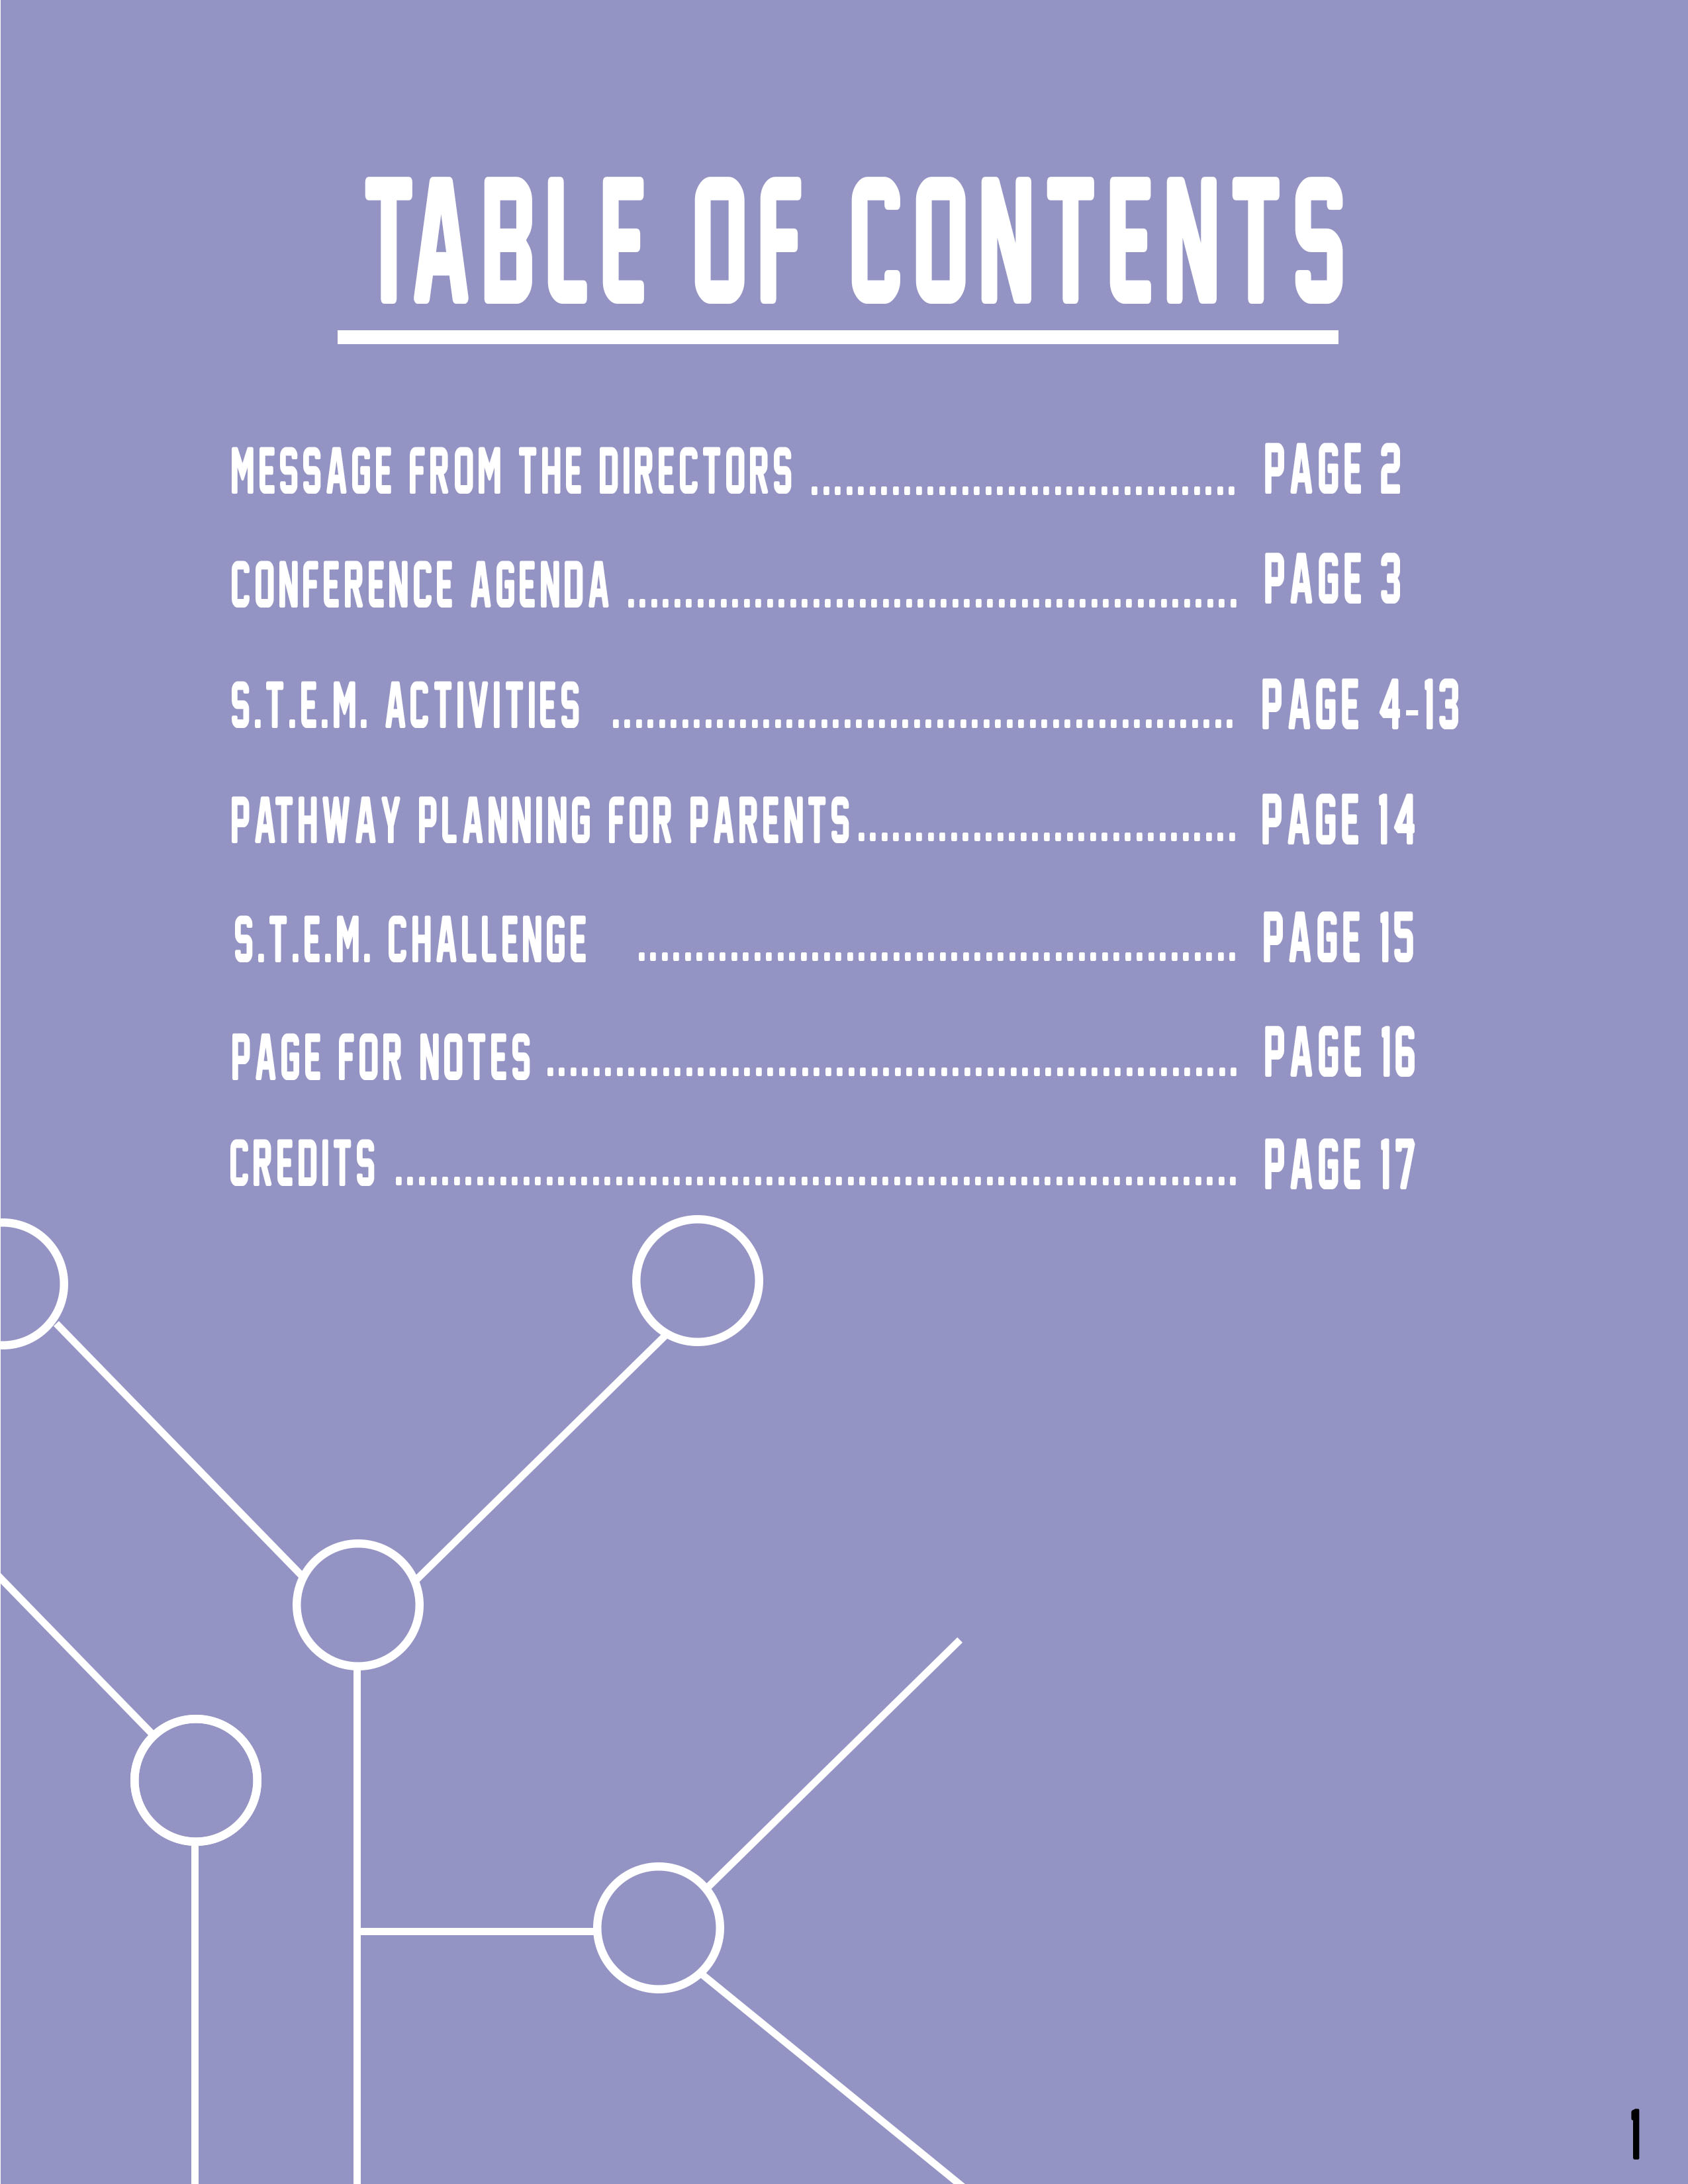 TABLE OF CONTENTS
MESSAGE FROM THE DIRECTORS ..................................... PAGE 2
CONFERENCE AGENDA ..................................................... PAGE 3
S.T.E.M. ACTIVITIES ...................................................... PAGE 4-13
PATHWAY PLANNING FOR PARENTS................................. PAGE 14
S.T.E.M. CHALLENGE .................................................... PAGE 15
PAGE FOR NOTES ............................................................ PAGE 16
CREDITS ......................................................................... PAGE 17
1